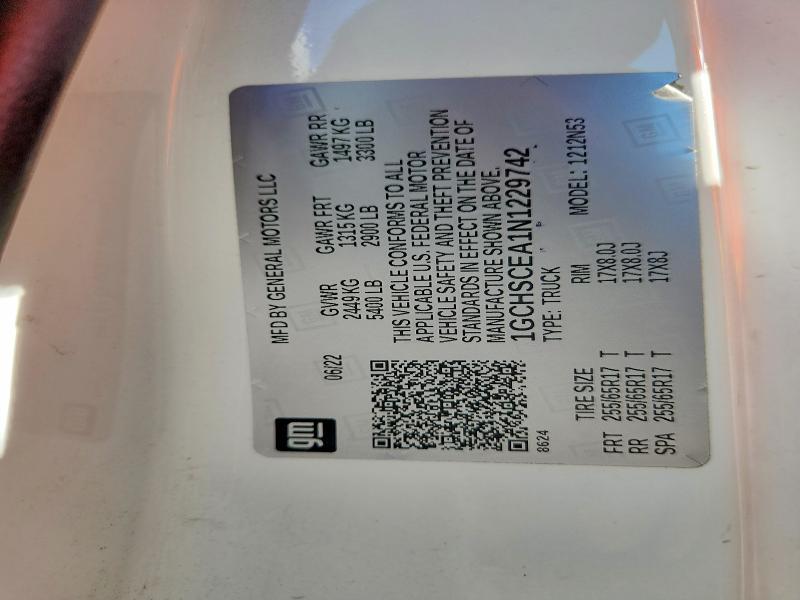 gm
MFD BY GENERAL MOTORS LLC
06/22
GVWR GAWR FRT GAWR RR
2449 KG 1315 KG 1497 KG
5400 LB 2900 LB 3300 LB
THIS VEHICLE CONFORMS TO ALL
APPLICABLE U.S. FEDERAL MOTOR
VEHICLE SAFETY AND THEFT PREVENTION
STANDARDS IN EFFECT ON THE DATE OF
MANUFACTURE SHOWN ABOVE.
1GCHSCEA1N1229742
8624
TYPE: TRUCK MODEL: 1212N53
TIRE SIZE RIM
FRT 255/65R17 T 17X8.0J
RR 255/65R17 T 17X8.0J
SPA 255/65R17 T 17X8J